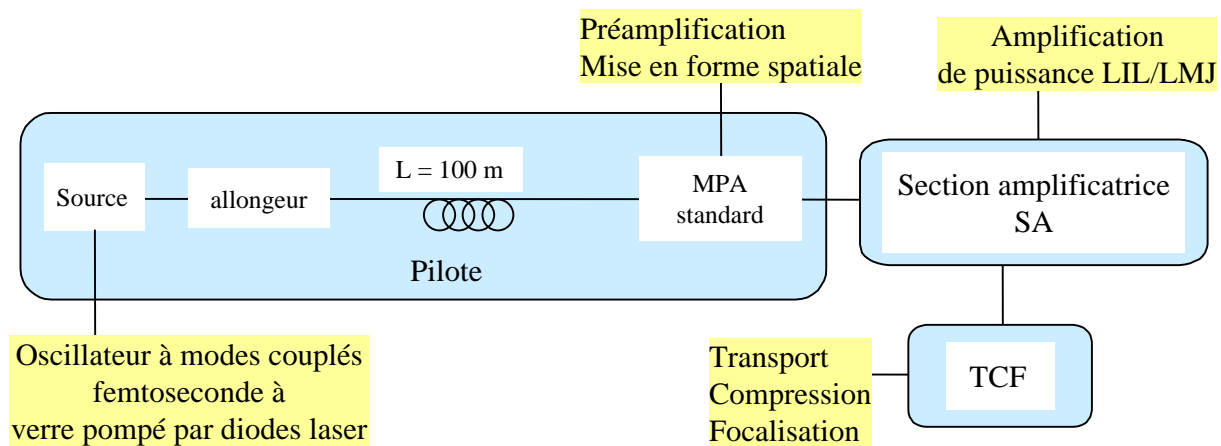 Préamplification
Mise en forme spatiale
Amplification
de puissance LIL/LMJ
Source
allongeur
L = 100 m
MPA
standard
Section amplificatrice
SA
Pilote
Oscillateur à modes couplés
femtoseconde à
verre pompé par diodes laser
Transport
Compression
Focalisation
TCF